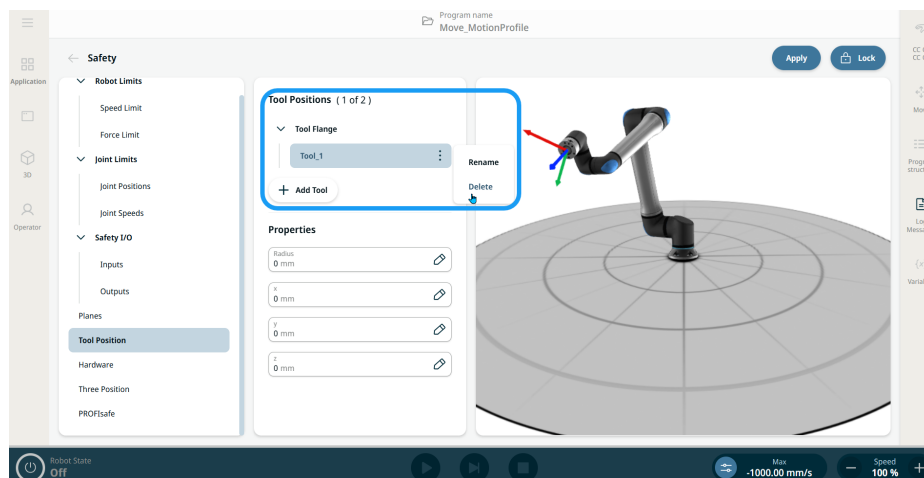 Program name
Move_MotionProfile
Safety
Apply
Lock
Application
3D
Operator
Robot Limits
Speed Limit
Force Limit
Joint Limits
Joint Positions
Joint Speeds
Safety I/O
Inputs
Outputs
Planes
Tool Position
Hardware
Three Position
PROFIsafe
Tool Positions ( 1 of 2 )
Tool Flange
Tool_1
Rename
Delete
+ Add Tool
Properties
Radius
0 mm
x
0 mm
y
0 mm
z
0 mm
Robot State
Off
Max
-1000.00 mm/s
Speed
100 %